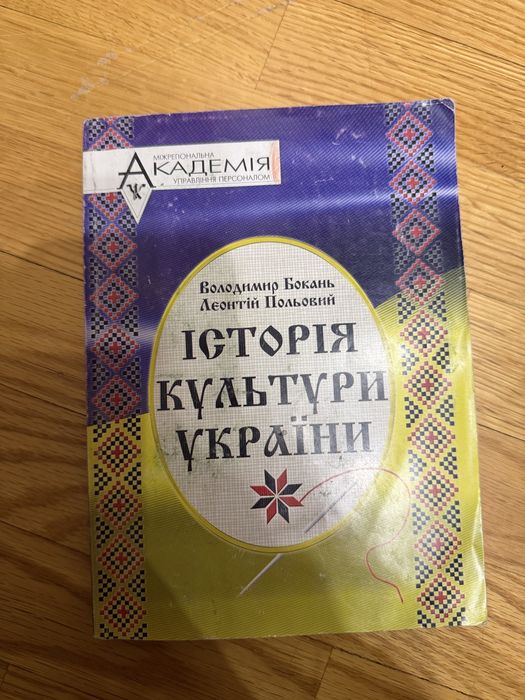 МІЖРЕГІОНАЛЬНА
АКАДЕМІЯ
УПРАВЛІННЯ ПЕРСОНАЛОМ
Володимир Бокань
Леонтій Польовий
ІСТОРІЯ
КУЛЬТУРИ
УКРАЇНИ